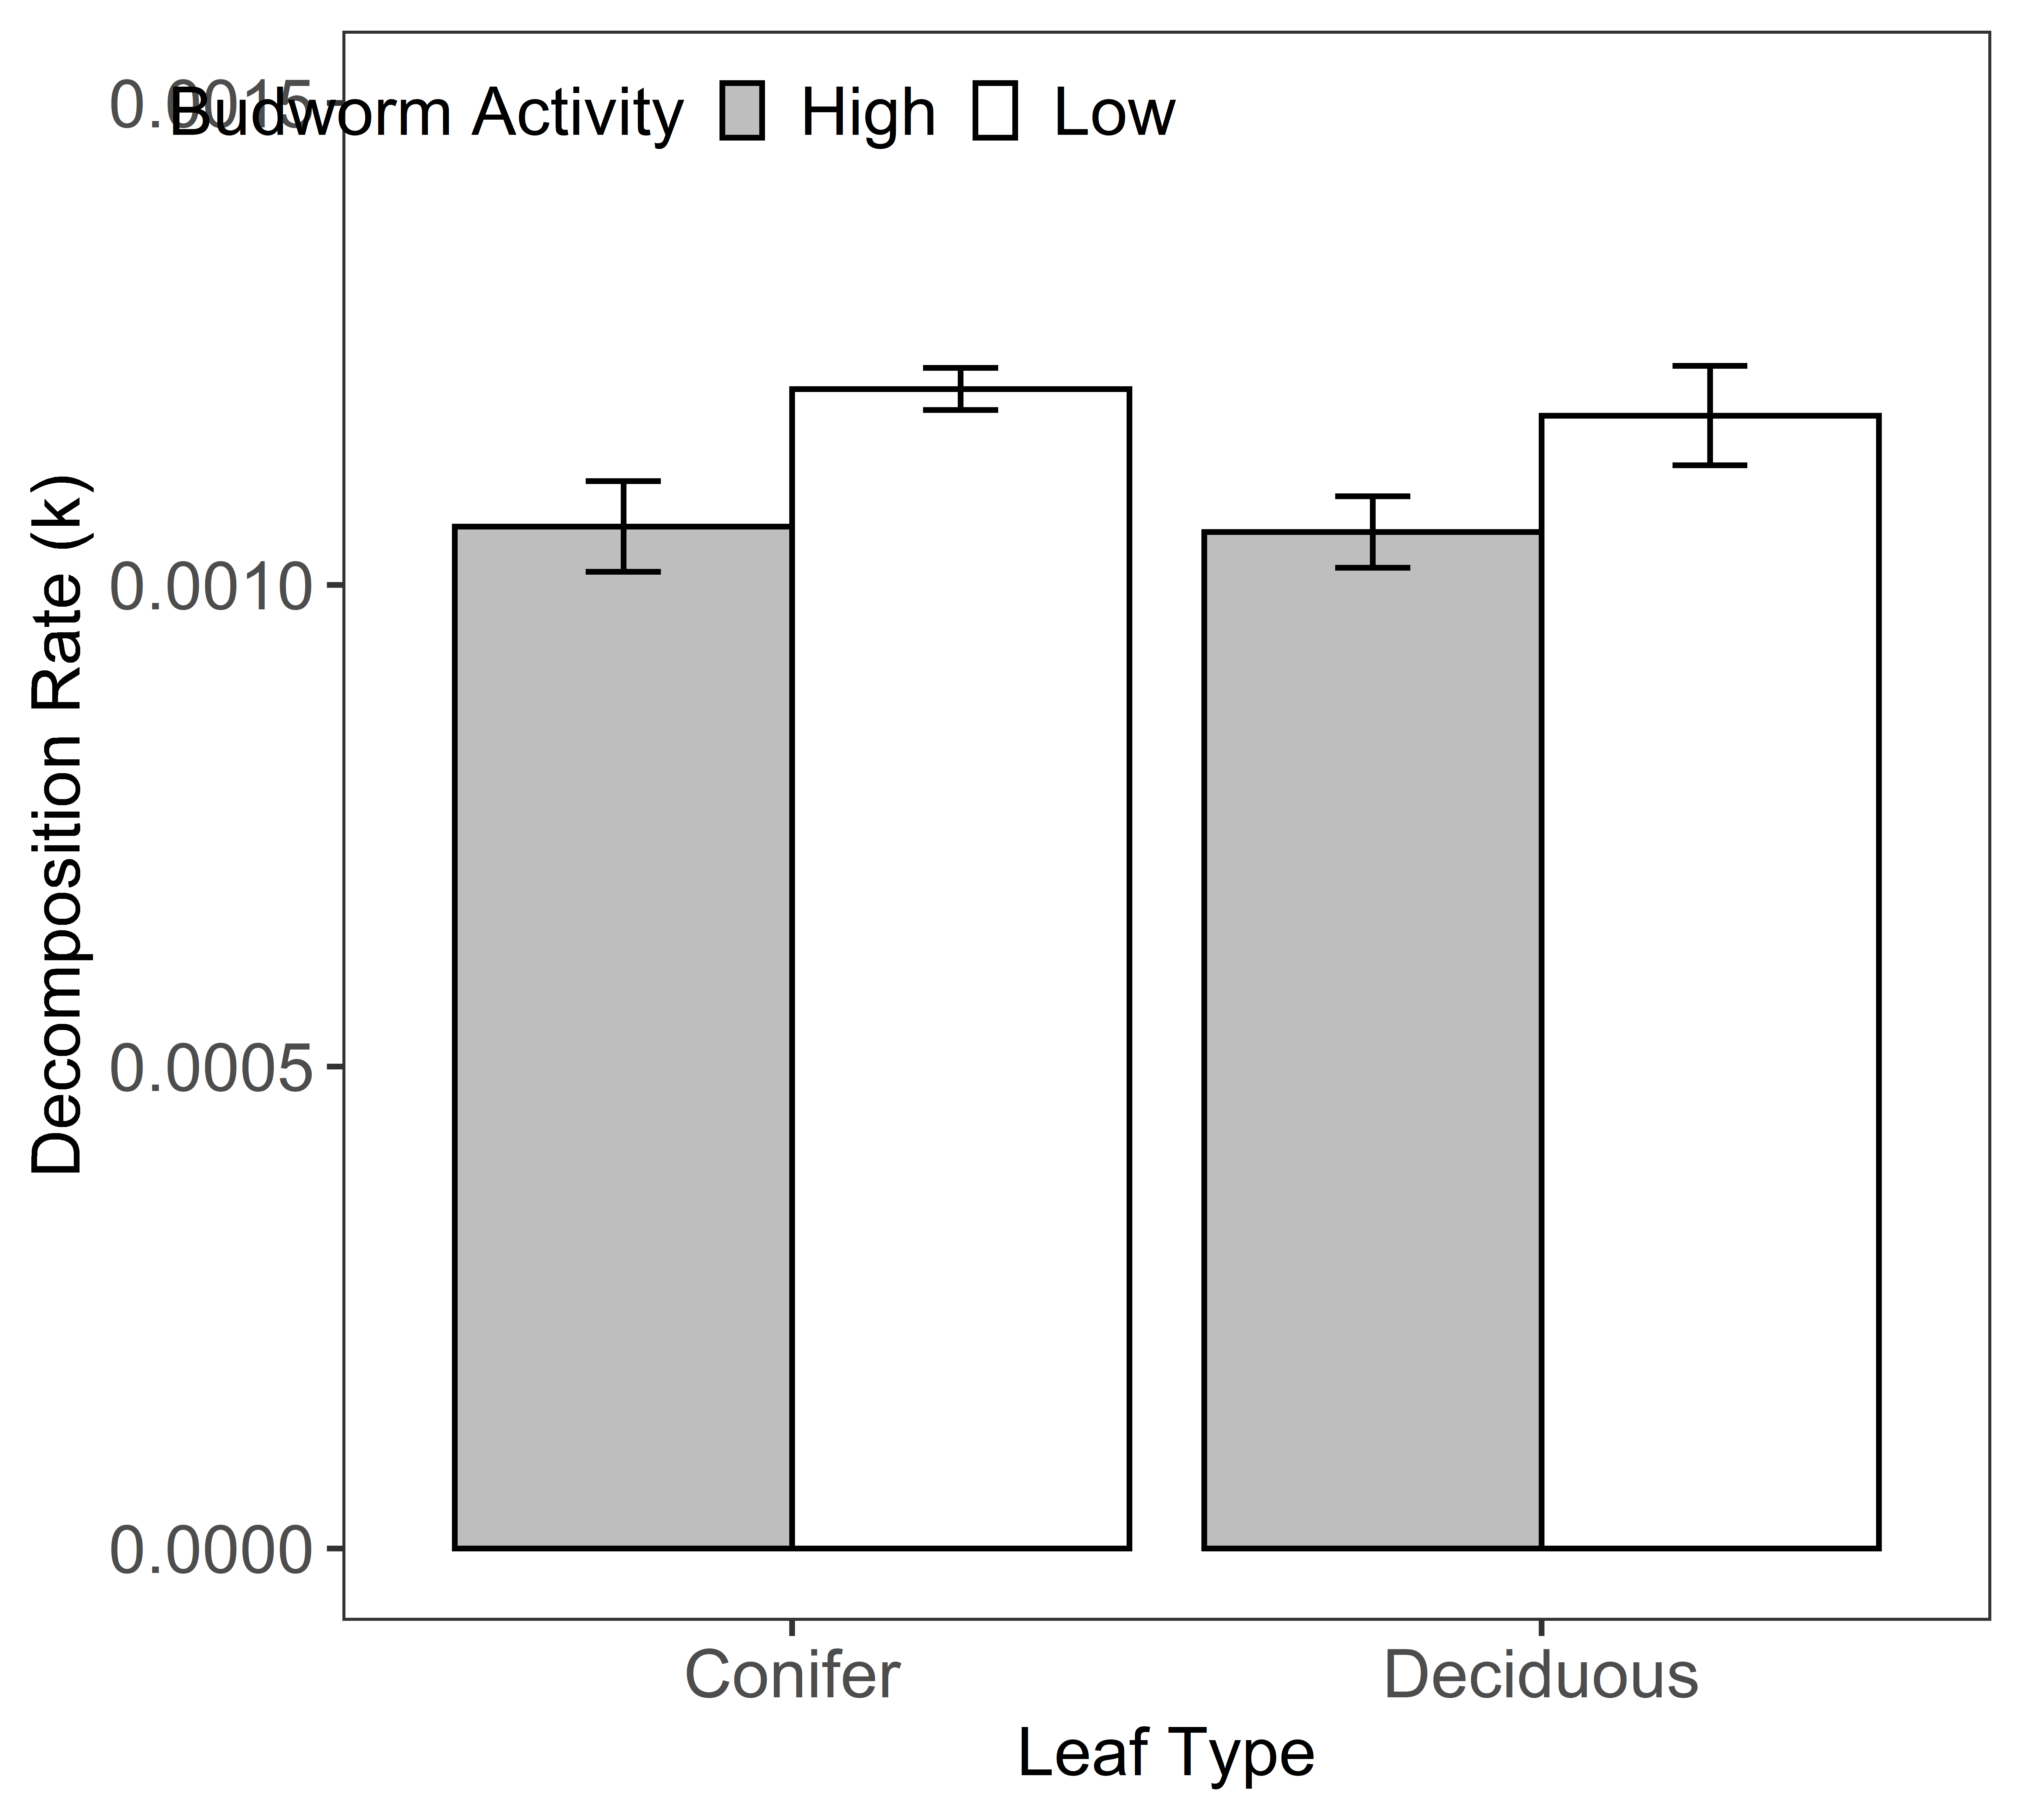 0.0015
Budworm Activity High Low
0.0010
0.0005
0.0000
Decomposition Rate (k)
Conifer Deciduous
Leaf Type